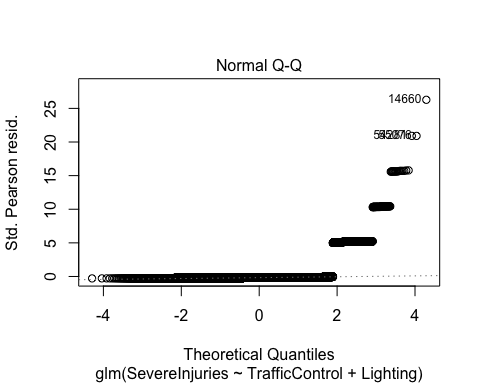 Normal Q-Q
Std. Pearson resid.
25
20
15
10
5
0
14660
-4 -2 0 2 4
Theoretical Quantiles
glm(SevereInjuries ~ TrafficControl + Lighting)